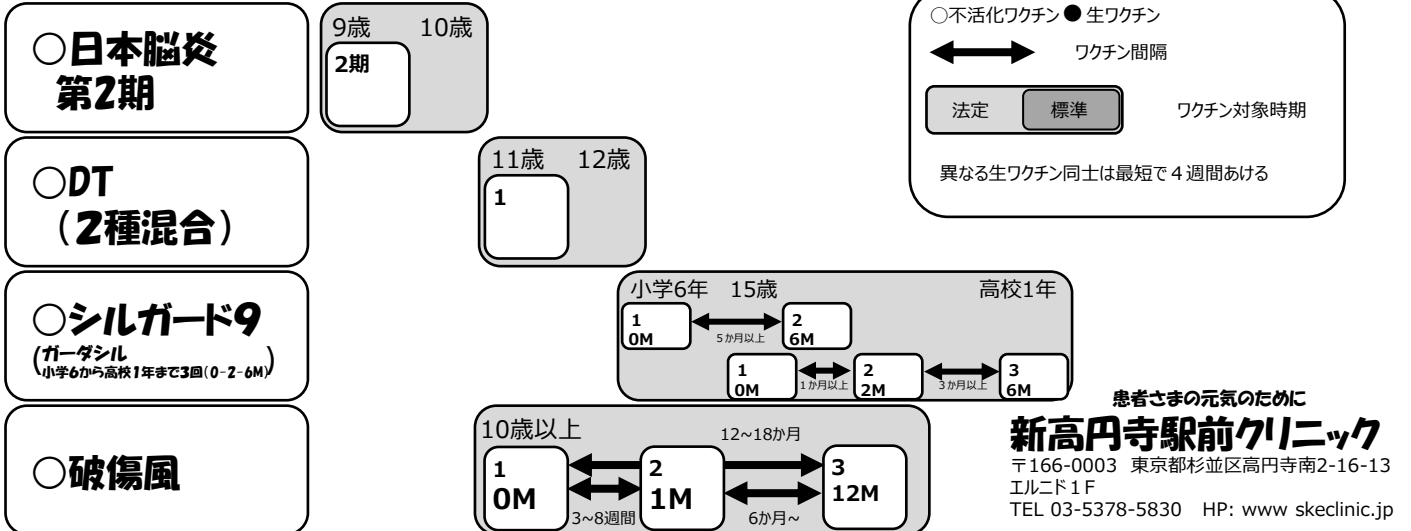 ○日本脳炎
第2期
9歳 10歳
2期
○不活化ワクチン ● 生ワクチン
ワクチン間隔
法定 標準 ワクチン対象時期
異なる生ワクチン同士は最短で４週間あける
○DT
（2種混合）
11歳 12歳
1
○シルガード9
(ガーダシル
小学6から高校1年まで3回(0-2-6M))
小学6年 15歳 高校1年
1 2
0M 5か月以上 6M
1 2 3
0M 1か月以上 2M 3か月以上 6M
○破傷風
10歳以上 12~18か月
1 2 3
0M 1M 12M
3~8週間 6か月~
患者さまの元気のために
新高円寺駅前クリニック
〒166-0003 東京都杉並区高円寺南2-16-13
エルニド１F
TEL 03-5378-5830 HP: www skeclinic.jp